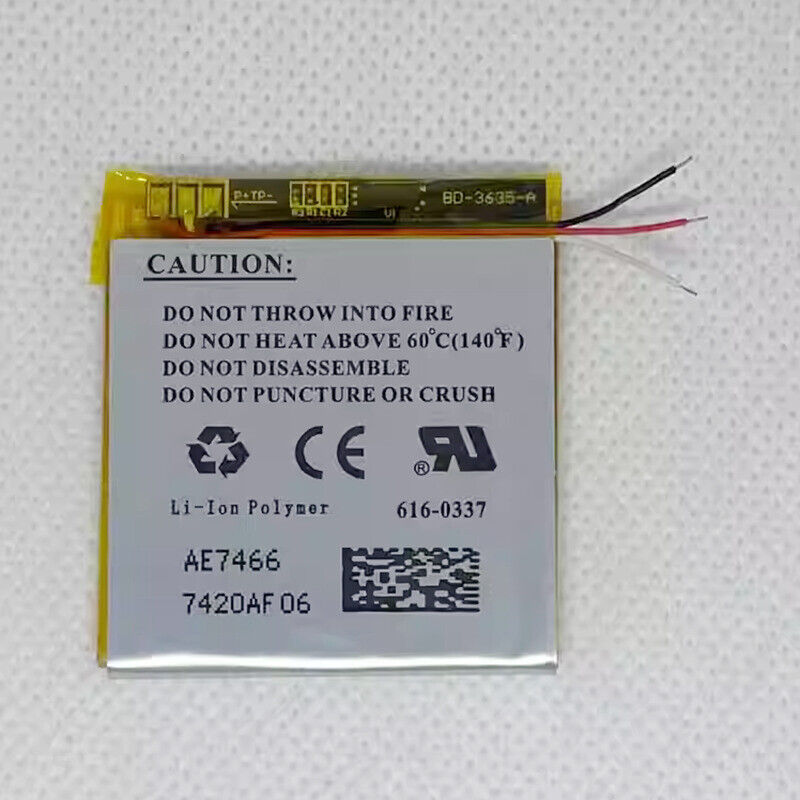 P+TP-
BD-3635-A
CAUTION:
DO NOT THROW INTO FIRE
DO NOT HEAT ABOVE 60°C(140°F)
DO NOT DISASSEMBLE
DO NOT PUNCTURE OR CRUSH
CE
®
Li-Ion Polymer 616-0337
AE7466
7420AF06